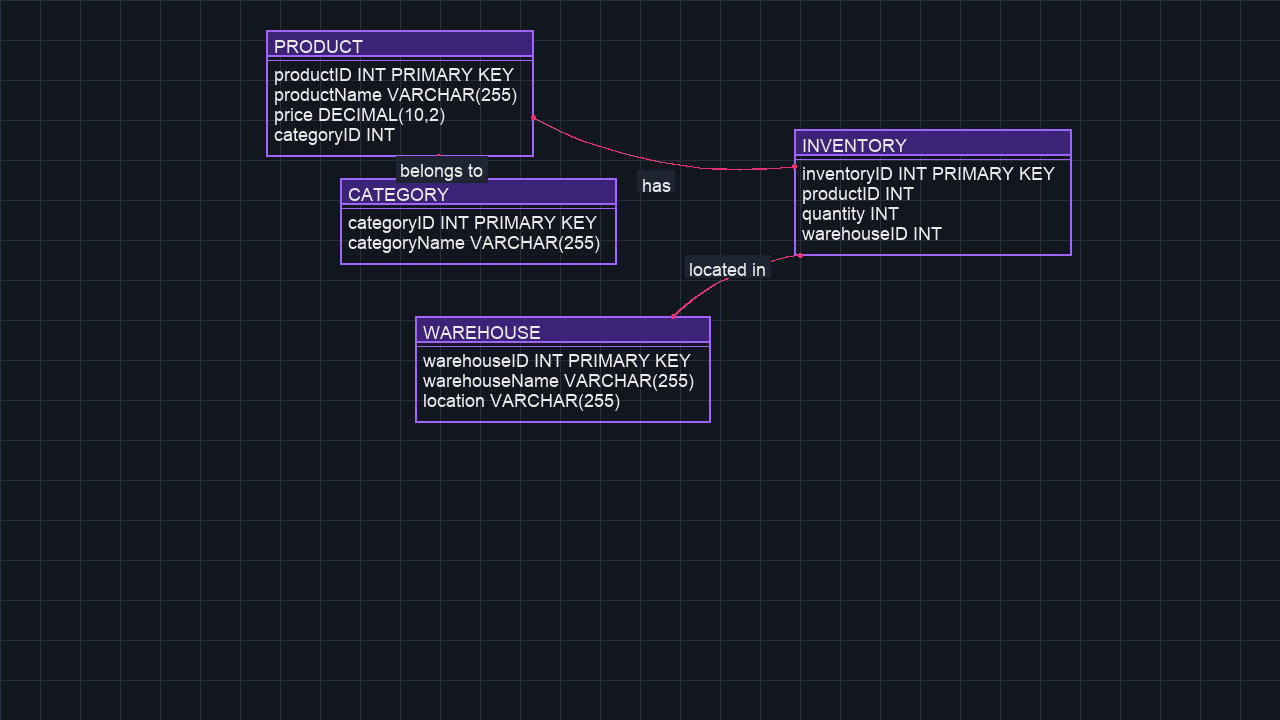 PRODUCT
productID INT PRIMARY KEY
productName VARCHAR(255)
price DECIMAL(10,2)
categoryID INT
belongs to
CATEGORY
categoryID INT PRIMARY KEY
categoryName VARCHAR(255)
has
INVENTORY
inventoryID INT PRIMARY KEY
productID INT
quantity INT
warehouseID INT
located in
WAREHOUSE
warehouseID INT PRIMARY KEY
warehouseName VARCHAR(255)
location VARCHAR(255)